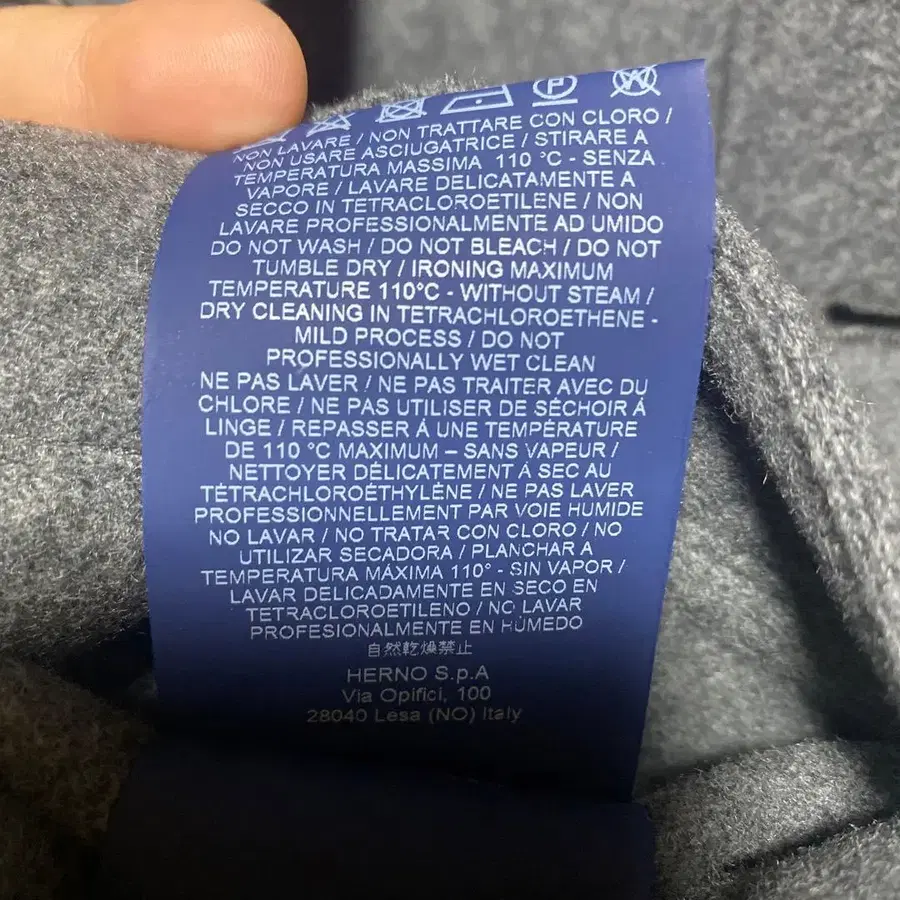 P W
NON LAVARE / NON TRATTARE CON CLORO /
NON USARE ASCIUGATRICE / STIRARE A
TEMPERATURA MASSIMA 110 °C - SENZA
VAPORE / LAVARE DELICATAMENTE A
SECCO IN TETRACLOROETILENE / NON
LAVARE PROFESSIONALMENTE AD UMIDO
DO NOT WASH / DO NOT BLEACH / DO NOT
TUMBLE DRY / IRONING MAXIMUM
TEMPERATURE 110°C - WITHOUT STEAM /
DRY CLEANING IN TETRACHLOROETHENE -
MILD PROCESS / DO NOT
PROFESSIONALLY WET CLEAN
NE PAS LAVER / NE PAS TRAITER AVEC DU
CHLORE / NE PAS UTILISER DE SÉCHOIR À
LINGE / REPASSER À UNE TEMPÉRATURE
DE 110 °C MAXIMUM – SANS VAPEUR /
NETTOYER DÉLICATEMENT À SEC AU
TÉTRACHLOROÉTHYLÈNE / NE PAS LAVER
PROFESSIONNELLEMENT PAR VOIE HUMIDE
NO LAVAR / NO TRATAR CON CLORO / NO
UTILIZAR SECADORA / PLANCHAR A
TEMPERATURA MÁXIMA 110° - SIN VAPOR /
LAVAR DELICADAMENTE EN SECO EN
TETRACLOROETILENO / NO LAVAR
PROFESIONALMENTE EN HÚMEDO
自然乾燥禁止
HERNO S.p.A
Via Opifici, 100
28040 Lesa (NO) Italy